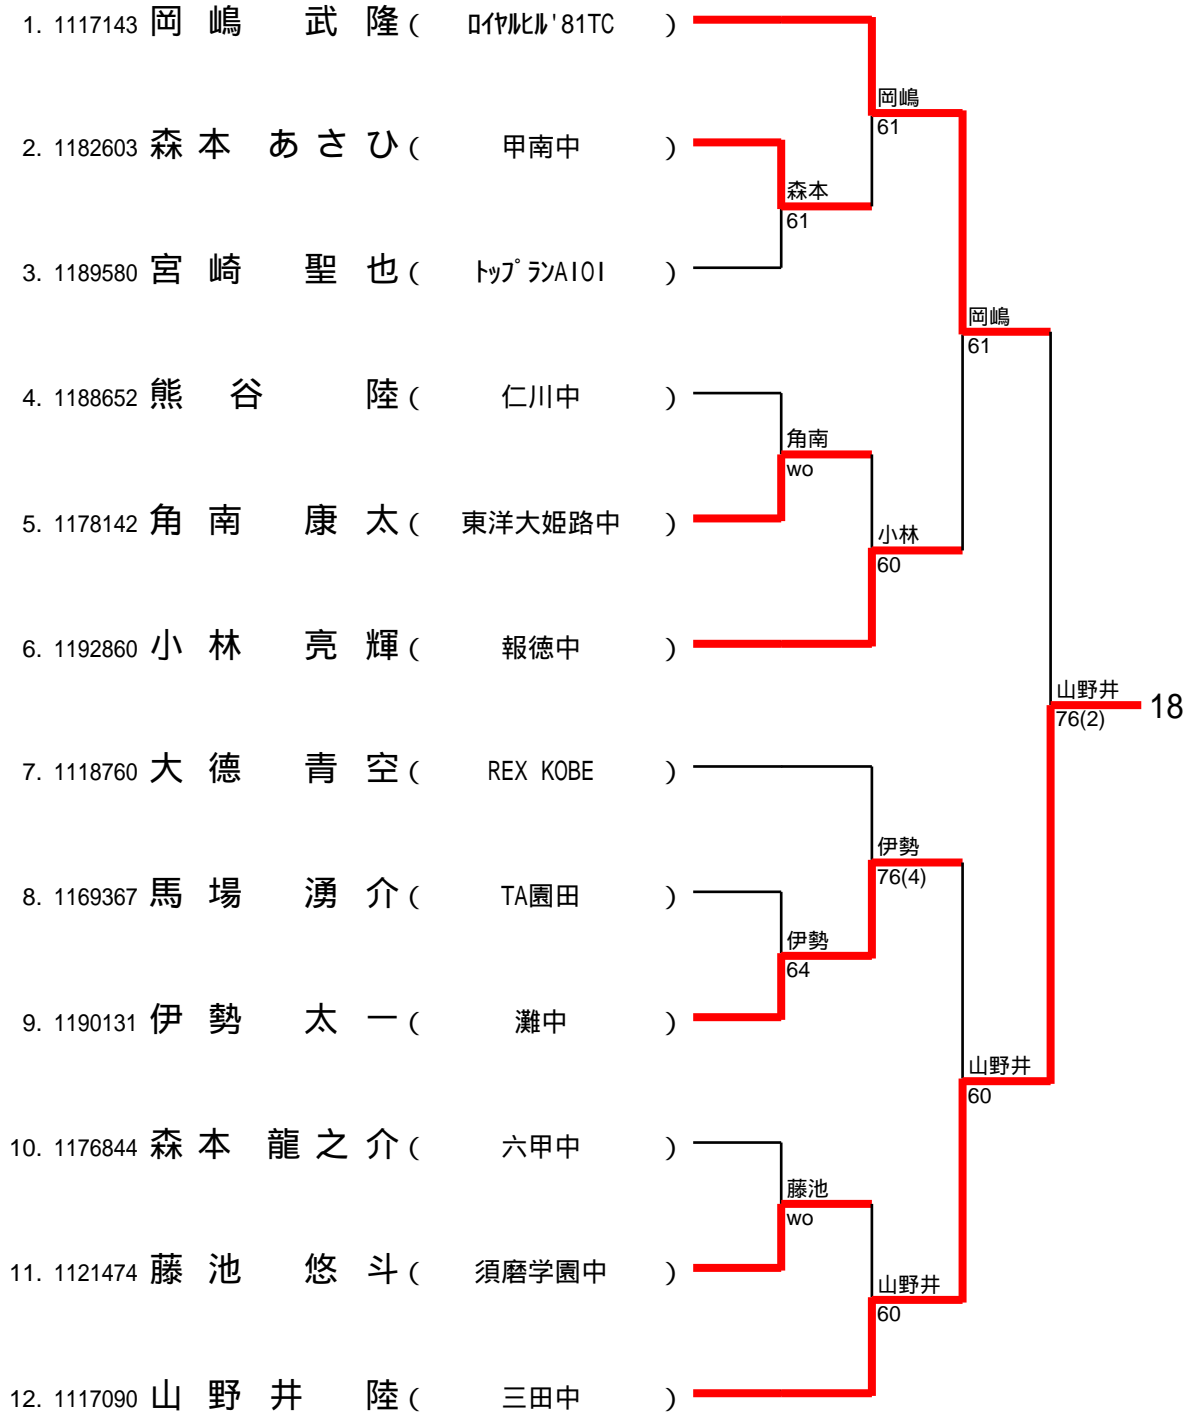 1. 1117143 岡嶋 武隆 ( ﾛｲﾔﾙﾋﾙ'81TC )
岡嶋
61
2. 1182603 森本 あさひ ( 甲南中 )
森本
61
3. 1189580 宮崎 聖也 ( ﾄｯﾌﾟﾗﾝAIOI )
岡嶋
61
4. 1188652 熊谷 陸 ( 仁川中 )
角南
wo
5. 1178142 角南 康太 ( 東洋大姫路中 )
小林
60
6. 1192860 小林 亮輝 ( 報徳中 )
山野井
76(2)
18
7. 1118760 大德 青空 ( REX KOBE )
伊勢
76(4)
8. 1169367 馬場 湧介 ( TA園田 )
伊勢
64
9. 1190131 伊勢 太一 ( 灘中 )
山野井
60
10. 1176844 森本 龍之介 ( 六甲中 )
藤池
wo
11. 1121474 藤池 悠斗 ( 須磨学園中 )
山野井
60
12. 1117090 山野井 陸 ( 三田中 )